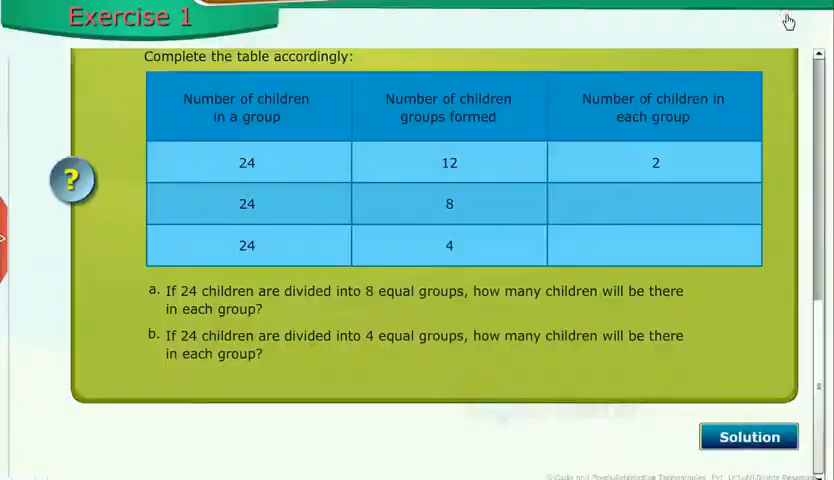 Exercise 1
Complete the table accordingly:
Number of children in a group
Number of children groups formed
Number of children in each group
24 12 2
24 8
24 4
?
a. If 24 children are divided into 8 equal groups, how many children will be there
in each group?
b. If 24 children are divided into 4 equal groups, how many children will be there
in each group?
Solution